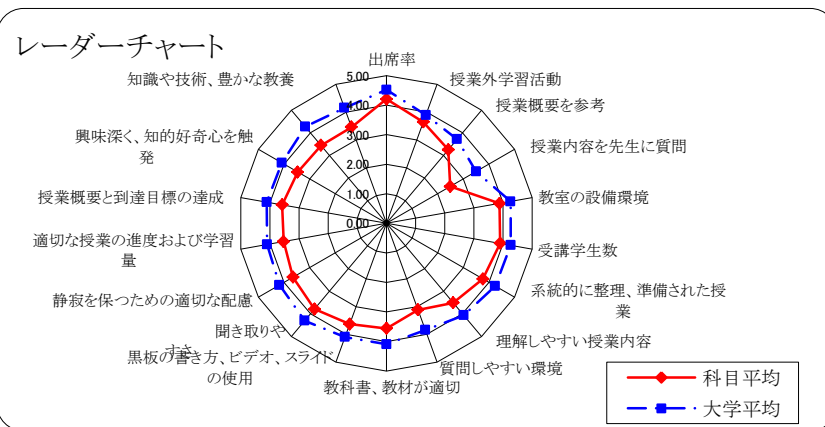 レーダーチャート
出席率
授業外学習活動
授業概要を参考
授業内容を先生に質問
教室の設備環境
受講学生数
系統的に整理、準備された授
業
理解しやすい授業内容
質問しやすい環境
教科書、教材が適切
黒板の書き方、ビデオ、スライド
の使用
聞き取りや
すさ
静寂を保つための適切な配慮
適切な授業の進度および学習
量
授業概要と到達目標の達成
興味深く、知的好奇心を触
発
知識や技術、豊かな教養
5.00
4.00
3.00
2.00
1.00
0.00
科目平均
大学平均